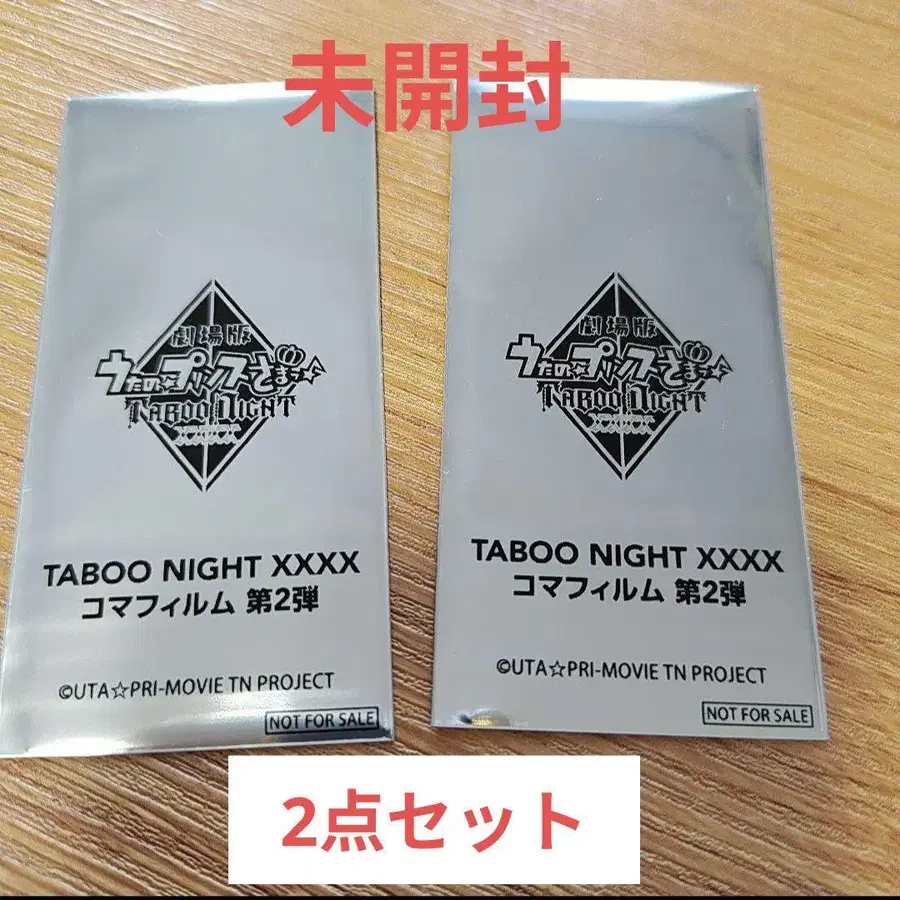 未開封
劇場版
うたの☆プリンスさまっ♪
TABOO NIGHT
XXXX
TABOO NIGHT XXXX
コマフィルム 第2弾
©UTA☆PRI-MOVIE TN PROJECT
NOT FOR SALE
劇場版
うたの☆プリンスさまっ♪
TABOO NIGHT
XXXX
TABOO NIGHT XXXX
コマフィルム 第2弾
©UTA☆PRI-MOVIE TN PROJECT
NOT FOR SALE
2点セット